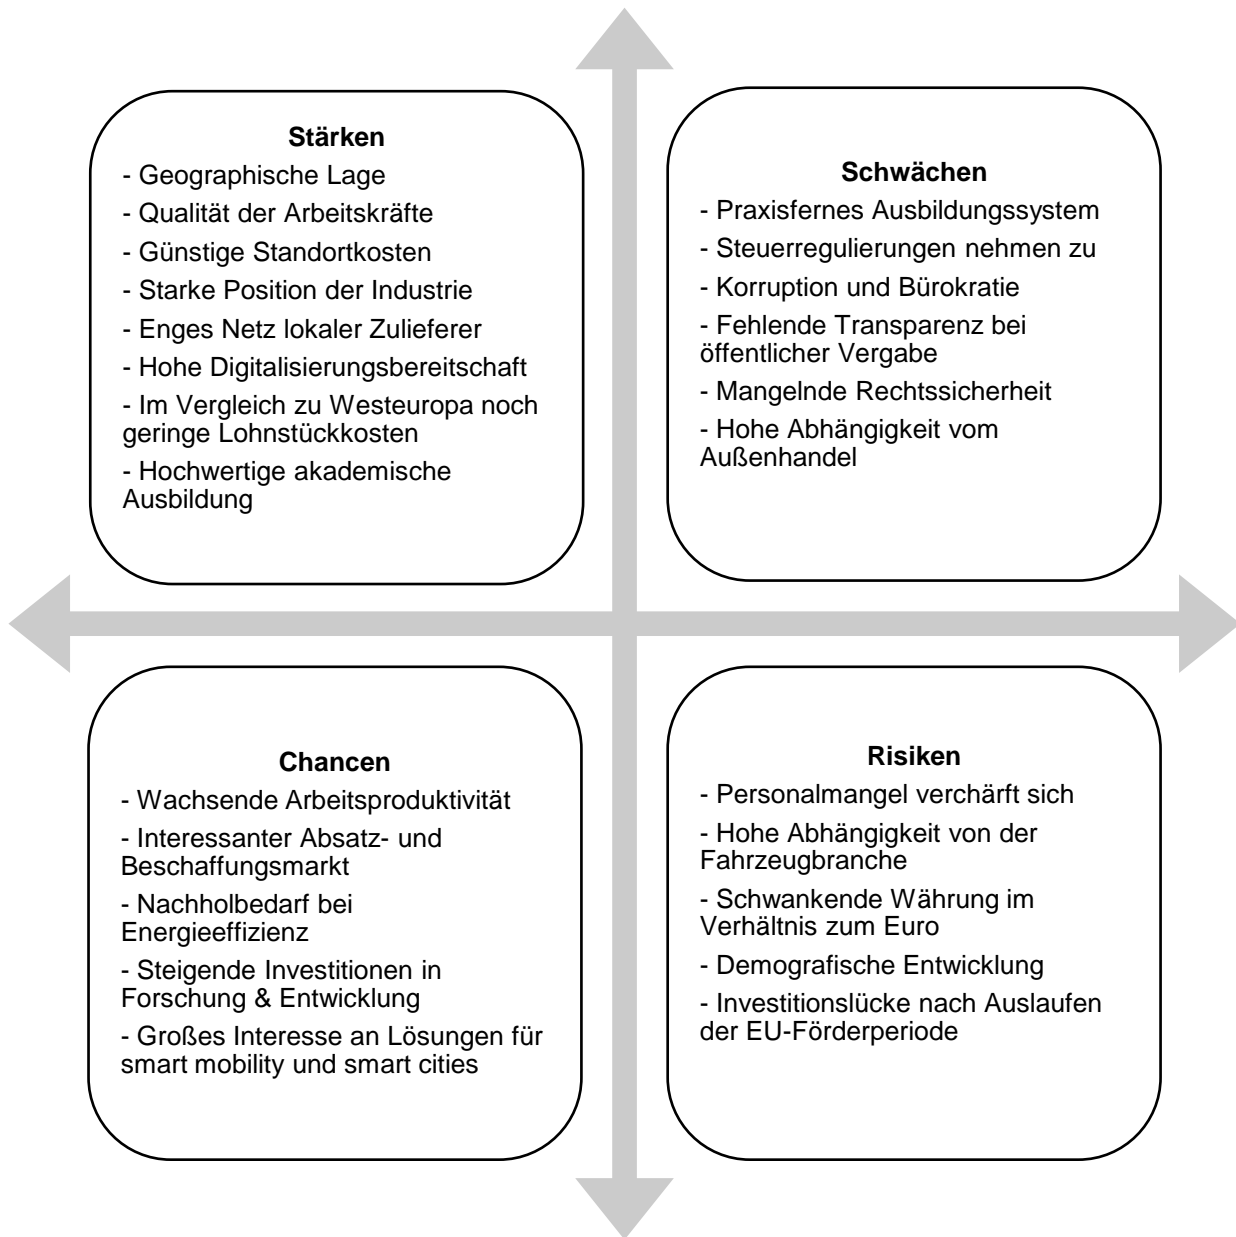 Stärken
- Geographische Lage
- Qualität der Arbeitskräfte
- Günstige Standortkosten
- Starke Position der Industrie
- Enges Netz lokaler Zulieferer
- Hohe Digitalisierungsbereitschaft
- Im Vergleich zu Westeuropa noch
geringe Lohnstückkosten
- Hochwertige akademische
Ausbildung
Schwächen
- Praxisfernes Ausbildungssystem
- Steuerregulierungen nehmen zu
- Korruption und Bürokratie
- Fehlende Transparenz bei
öffentlicher Vergabe
- Mangelnde Rechtssicherheit
- Hohe Abhängigkeit vom
Außenhandel
Chancen
- Wachsende Arbeitsproduktivität
- Interessanter Absatz- und
Beschaffungsmarkt
- Nachholbedarf bei
Energieeffizienz
- Steigende Investitionen in
Forschung & Entwicklung
- Großes Interesse an Lösungen für
smart mobility und smart cities
Risiken
- Personalmangel verchärft sich
- Hohe Abhängigkeit von der
Fahrzeugbranche
- Schwankende Währung im
Verhältnis zum Euro
- Demografische Entwicklung
- Investitionslücke nach Auslaufen
der EU-Förderperiode